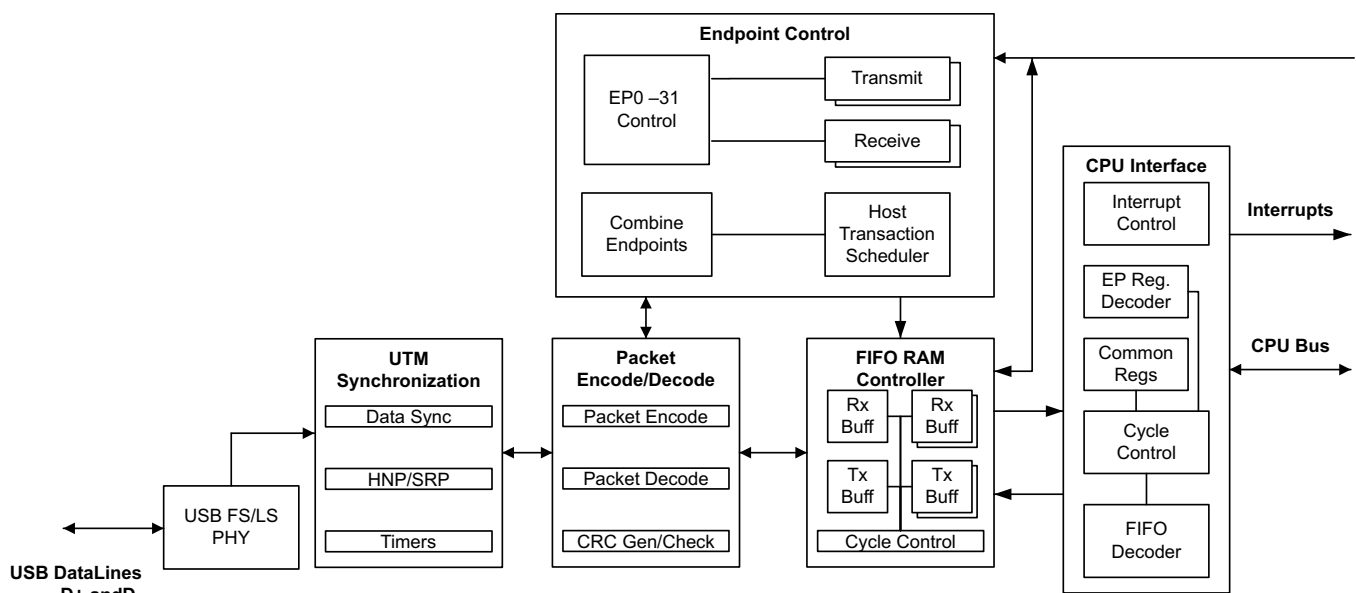 Endpoint Control
EP0 –31
Control
Transmit
Receive
Combine
Endpoints
Host
Transaction
Scheduler
CPU Interface
Interrupt
Control
Interrupts
EP Reg.
Decoder
Common
Regs
CPU Bus
Cycle
Control
FIFO
Decoder
UTM
Synchronization
Data Sync
HNP/SRP
Timers
Packet
Encode/Decode
Packet Encode
Packet Decode
CRC Gen/Check
FIFO RAM
Controller
Rx
Buff
Rx
Buff
Tx
Buff
Tx
Buff
Cycle Control
USB FS/LS
PHY
USB DataLines
D+ andD